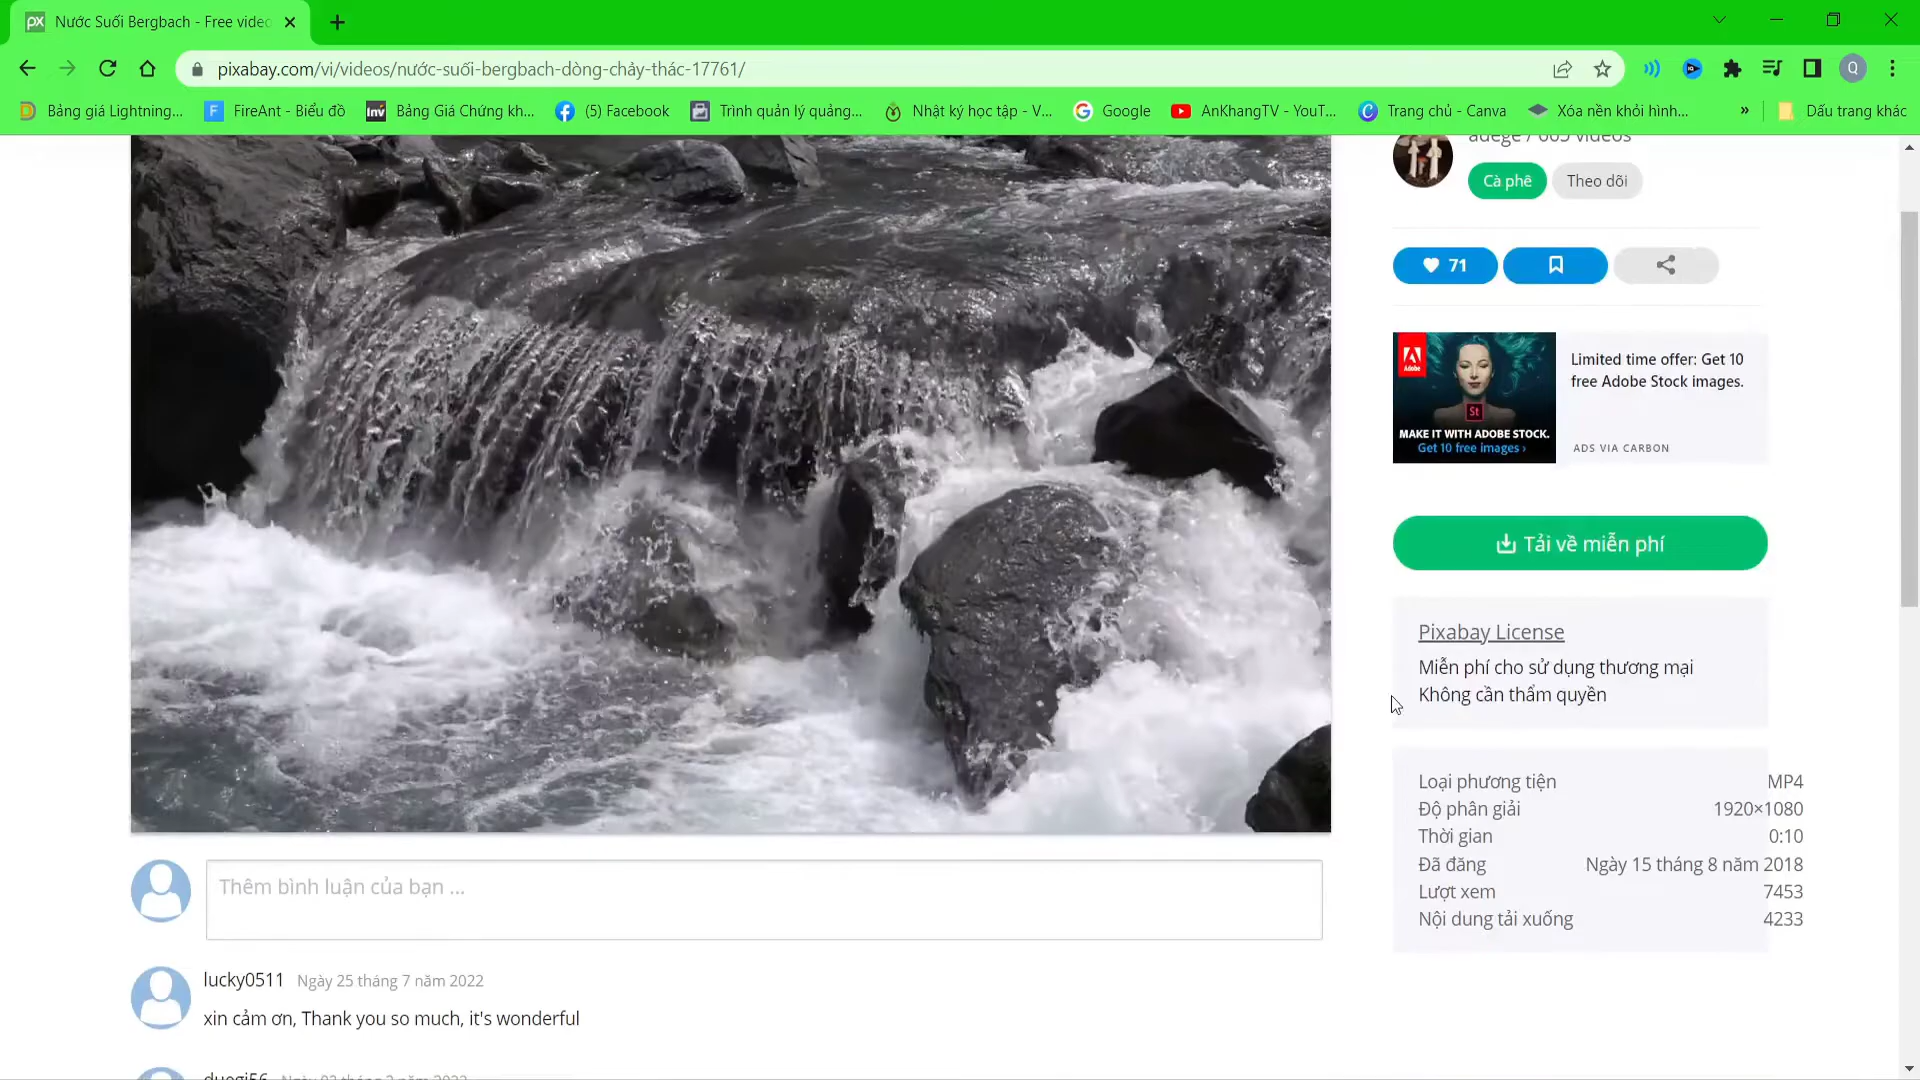 Nước Suối Bergbach - Free video
pixabay.com/vi/videos/nước-suối-bergbach-dòng-chảy-thác-17761/
Q
Bảng giá Lightning...
FireAnt - Biểu đồ
Inv
Bảng Giá Chứng kh...
(5) Facebook
Trình quản lý quảng...
Nhật ký học tập - V...
Google
AnKhangTV - YouT...
Trang chủ - Canva
Xóa nền khỏi hình...
»
Dấu trang khác
adege / 665 videos
Cà phê
Theo dõi
71
Adobe
St
MAKE IT WITH ADOBE STOCK.
Get 10 free images ›
Limited time offer: Get 10
free Adobe Stock images.
ADS VIA CARBON
Tải về miễn phí
Pixabay License
Miễn phí cho sử dụng thương mại
Không cần thẩm quyền
Loại phương tiện MP4
Độ phân giải 1920×1080
Thời gian 0:10
Đã đăng Ngày 15 tháng 8 năm 2018
Lượt xem 7453
Nội dung tải xuống 4233
Thêm bình luận của bạn ...
lucky0511 Ngày 25 tháng 7 năm 2022
xin cảm ơn, Thank you so much, it's wonderful